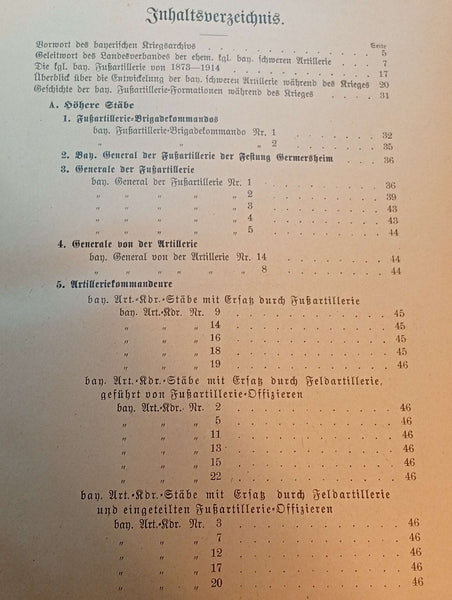 Inhaltsverzeichnis.
Seite
Vorwort des bayerischen Kriegsarchivs . . . . . . . . . 5
Geleitwort des Landesverbandes der ehem. kgl. bay. schweren Artillerie . . 7
Die kgl. bay. Fußartillerie von 1873—1914 . . . . . . . 17
Überblick über die Entwickelung der bay. schweren Artillerie während des Krieges 20
Geschichte der bay. Fußartillerie-Formationen während des Krieges . . . 31
A. Höhere Stäbe
1. Fußartillerie-Brigadekommandos
bay. Fußartillerie-Brigadekommando Nr. 1 . . . . . 32
„ „ „ 2 . . . . . 35
2. Bay. General der Fußartillerie der Festung Germersheim . . . 36
3. Generale der Fußartillerie
bay. General der Fußartillerie Nr. 1 . . . . . . 36
„ „ „ „ „ 2 . . . . . . 39
„ „ „ „ „ 3 . . . . . . 43
„ „ „ „ „ 4 . . . . . . 43
„ „ „ „ „ 5 . . . . . . 44
4. Generale von der Artillerie
bay. General von der Artillerie Nr. 14 . . . . . . 44
„ „ „ „ „ „ 8 . . . . . . 44
5. Artilleriekommandeure
bay. Art.-Kdr.-Stäbe mit Ersatz durch Fußartillerie
bay. Art.-Kdr. Nr. 9 . . . . . . . . 45
„ „ „ 14 . . . . . . . . 45
„ „ „ 16 . . . . . . . . 45
„ „ „ 18 . . . . . . . . 45
„ „ „ 19 . . . . . . . . 46
bay. Art.-Kdr.-Stäbe mit Ersatz durch Feldartillerie,
geführt von Fußartillerie-Offizieren
bay. Art.-Kdr. Nr. 2 . . . . . . . . 46
„ „ „ 5 . . . . . . . . 46
„ „ „ 11 . . . . . . . . 46
„ „ „ 13 . . . . . . . . 46
„ „ „ 15 . . . . . . . . 46
„ „ „ 22 . . . . . . . . 46
bay. Art.-Kdr.-Stäbe mit Ersatz durch Feldartillerie
und eingeteilten Fußartillerie-Offizieren
bay. Art.-Kdr. Nr. 3 . . . . . . . . 46
„ „ „ 7 . . . . . . . . 46
„ „ „ 12 . . . . . . . . 46
„ „ „ 17 . . . . . . . . 46
„ „ „ 20 . . . . . . . . 46